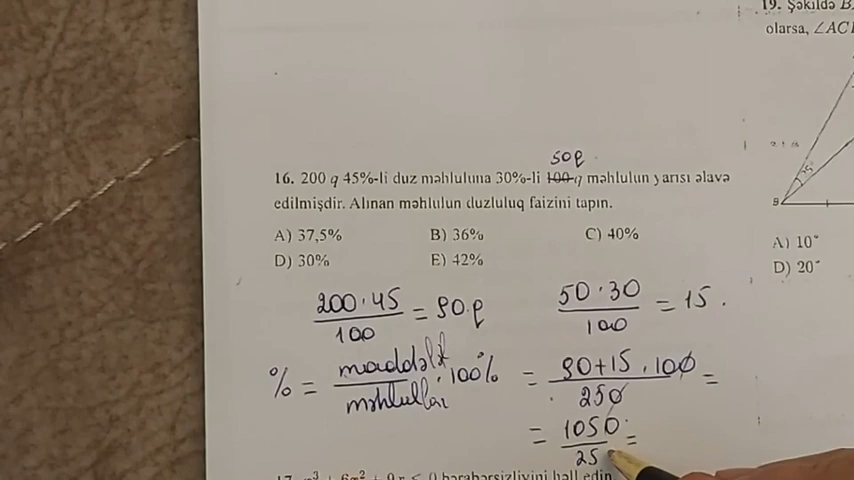 19. Şəkildə B
olarsa, ∠ACI
50q.
16. 200 q 45%-li duz məhluluna 30%-li 100 q məhlulun yarısı əlavə
edilmişdir. Alınan məhlulun duzluluq faizini tapın.
A) 37,5% B) 36% C) 40%
D) 30% E) 42%
45°
B
A) 10°
D) 20°
200·45/100 = 90q 50·30/100 = 15.
% = maddələr/məhlullar · 100% = 90+15 . 100/250 =
= 1050/25 =
həll edin